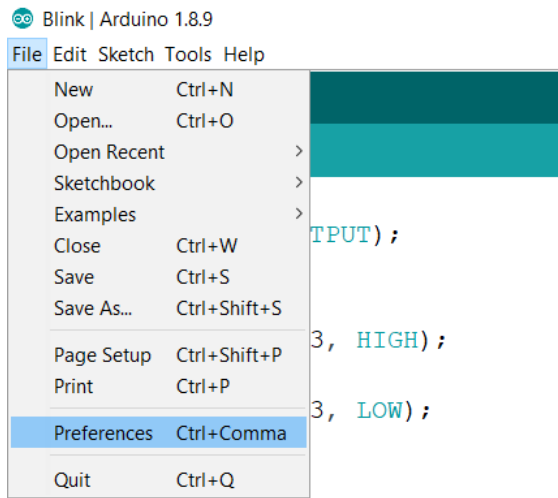 Blink | Arduino 1.8.9
File Edit Sketch Tools Help
New Ctrl+N
Open... Ctrl+O
Open Recent
Sketchbook
Examples
Close Ctrl+W
Save Ctrl+S
Save As... Ctrl+Shift+S
Page Setup Ctrl+Shift+P
Print Ctrl+P
Preferences Ctrl+Comma
Quit Ctrl+Q
TPUT);
3, HIGH);
3, LOW);